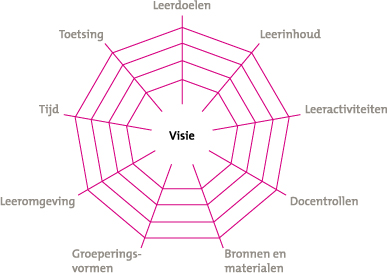 Leerdoelen
Toetsing
Leerinhoud
Tijd
Leeractiviteiten
Visie
Leeromgeving
Docentrollen
Groeperings-
vormen
Bronnen en
materialen